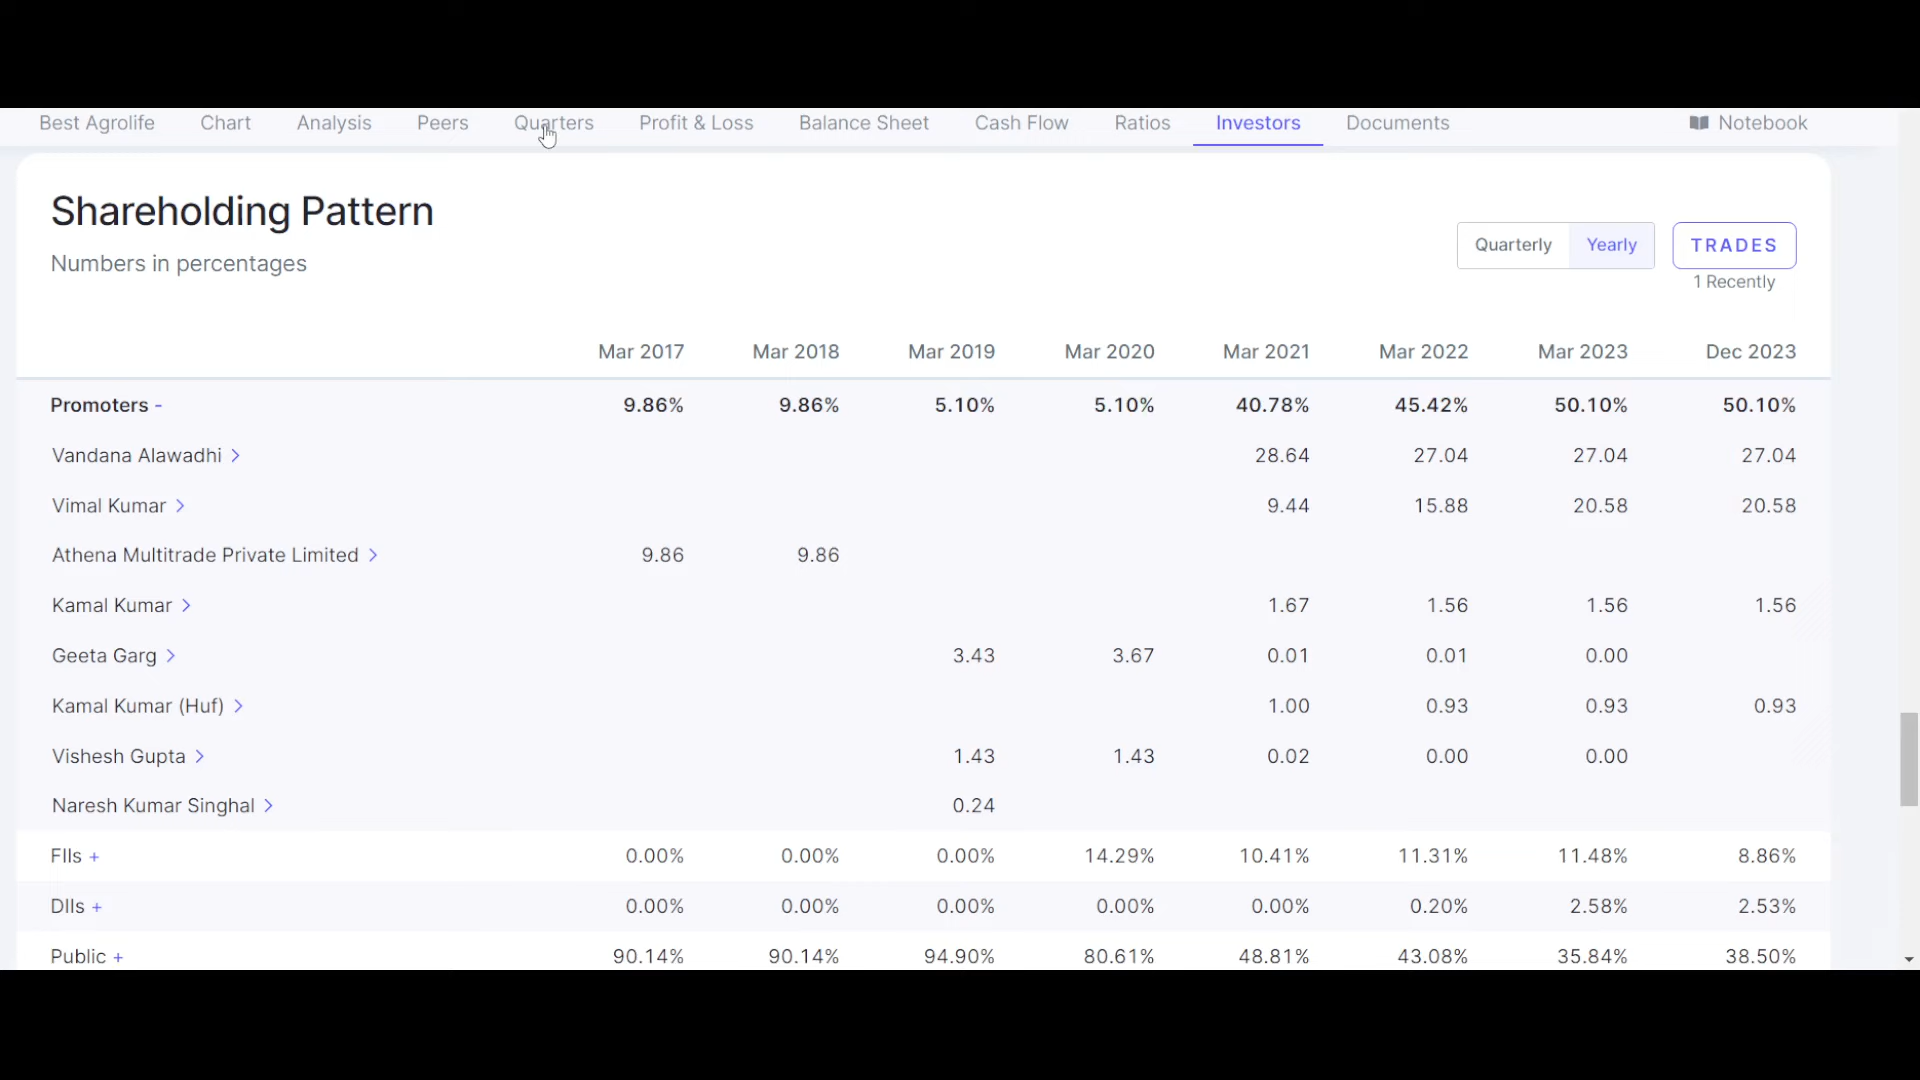 Best Agrolife Chart Analysis Peers Quarters Profit & Loss Balance Sheet Cash Flow Ratios Investors Documents Notebook
Shareholding Pattern
Numbers in percentages
Quarterly Yearly TRADES
1 Recently
Mar 2017 Mar 2018 Mar 2019 Mar 2020 Mar 2021 Mar 2022 Mar 2023 Dec 2023
Promoters - 9.86% 9.86% 5.10% 5.10% 40.78% 45.42% 50.10% 50.10%
Vandana Alawadhi > 28.64 27.04 27.04 27.04
Vimal Kumar > 9.44 15.88 20.58 20.58
Athena Multitrade Private Limited > 9.86 9.86
Kamal Kumar > 1.67 1.56 1.56 1.56
Geeta Garg > 3.43 3.67 0.01 0.01 0.00
Kamal Kumar (Huf) > 1.00 0.93 0.93 0.93
Vishesh Gupta > 1.43 1.43 0.02 0.00 0.00
Naresh Kumar Singhal > 0.24
FIIs + 0.00% 0.00% 0.00% 14.29% 10.41% 11.31% 11.48% 8.86%
DIIs + 0.00% 0.00% 0.00% 0.00% 0.00% 0.20% 2.58% 2.53%
Public + 90.14% 90.14% 94.90% 80.61% 48.81% 43.08% 35.84% 38.50%